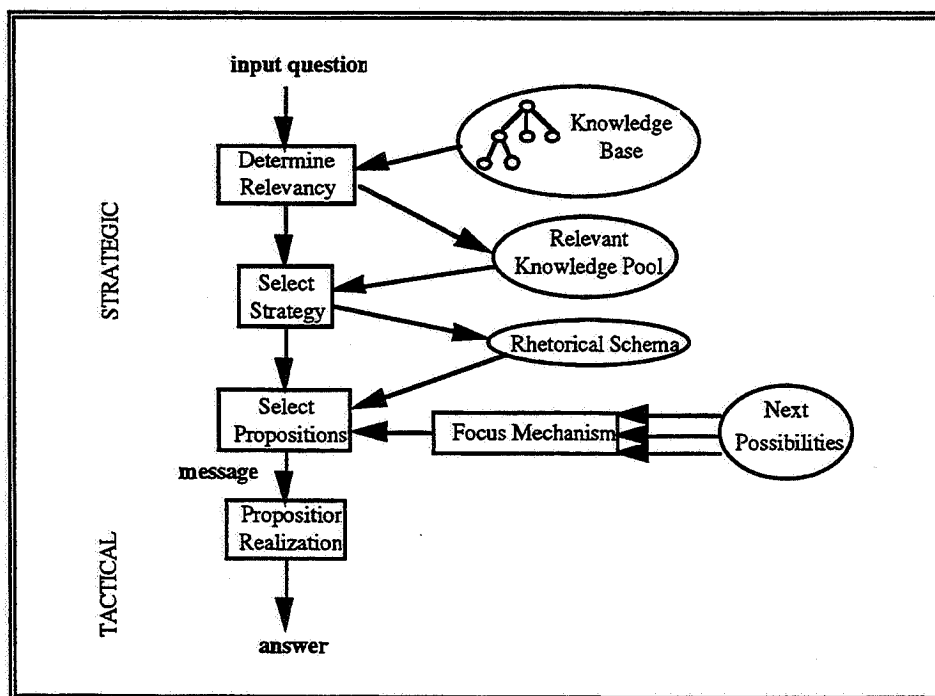 input question
Knowledge
Base
Determine
Relevancy
STRATEGIC
Relevant
Knowledge Pool
Select
Strategy
Rhetorical Schema
Select
Propositions
Focus Mechanism
Next
Possibilities
message
Proposition
Realization
TACTICAL
answer